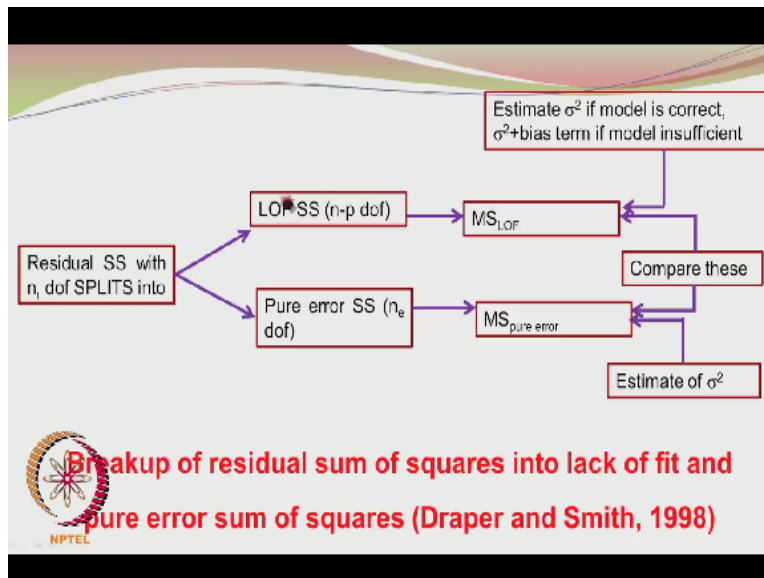 Estimate σ² if model is correct,
σ²+bias term if model insufficient
LOF SS (n-p dof)
MS_LOF
Residual SS with
n_r dof SPLITS into
Compare these
Pure error SS (n_e
dof)
MS_pure error
Estimate of σ²
Breakup of residual sum of squares into lack of fit and
pure error sum of squares (Draper and Smith, 1998)
NPTEL